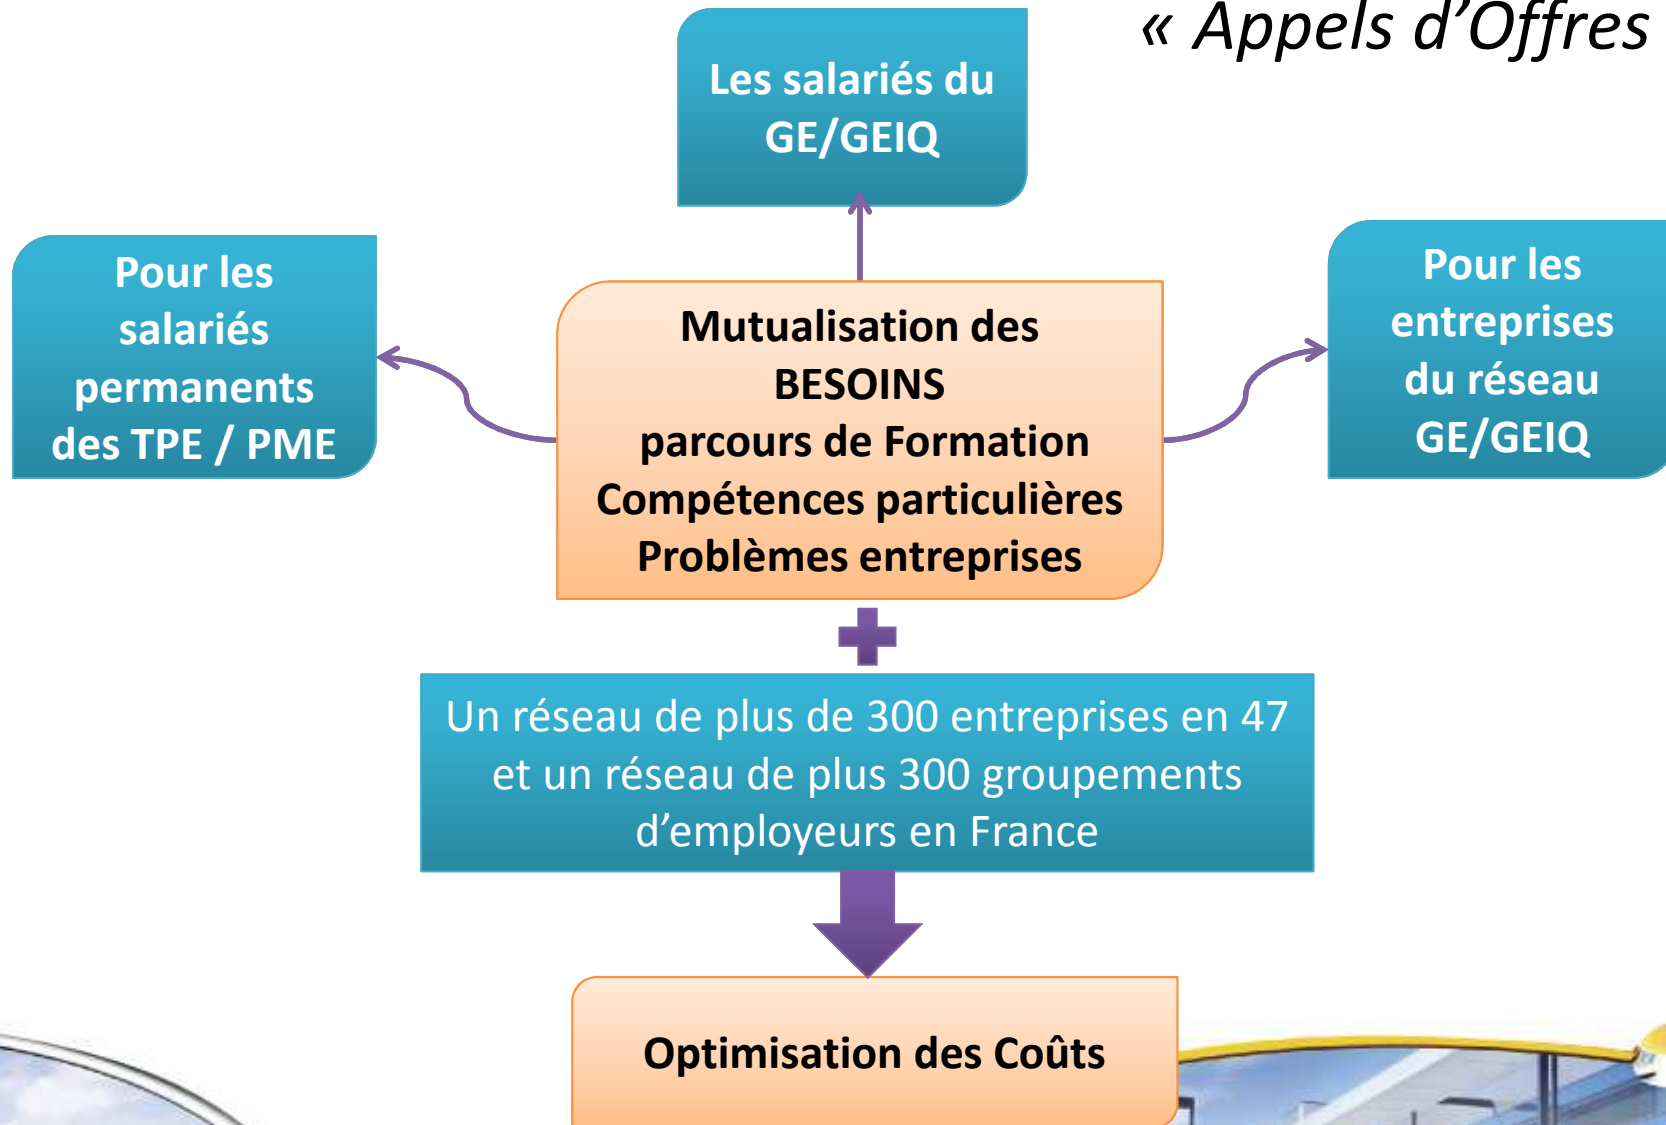 « Appels d’Offres
Les salariés du
GE/GEIQ
Pour les
salariés
permanents
des TPE / PME
Mutualisation des
BESOINS
parcours de Formation
Compétences particulières
Problèmes entreprises
Pour les
entreprises
du réseau
GE/GEIQ
Un réseau de plus de 300 entreprises en 47
et un réseau de plus 300 groupements
d’employeurs en France
Optimisation des Coûts